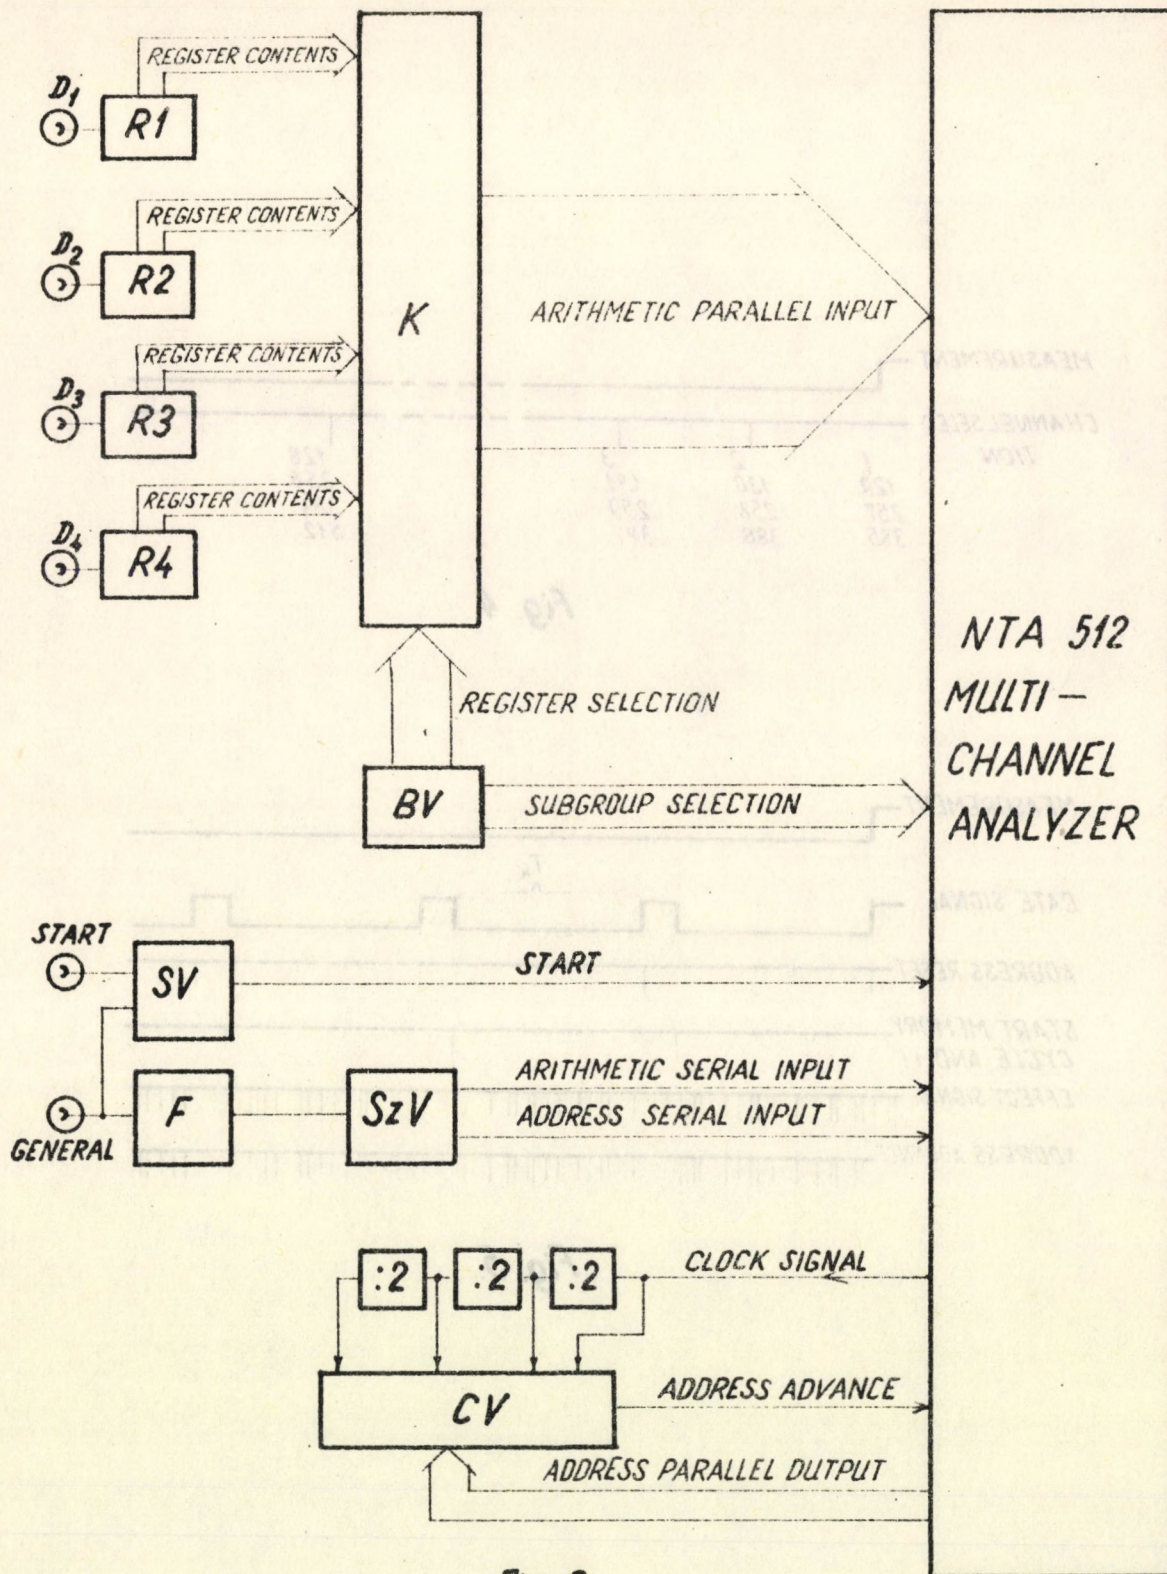 REGISTER CONTENTS
D1
R1
REGISTER CONTENTS
D2
R2
K
ARITHMETIC PARALLEL INPUT
REGISTER CONTENTS
D3
R3
REGISTER CONTENTS
D4
R4
NTA 512
MULTI-
CHANNEL
ANALYZER
REGISTER SELECTION
BV
SUBGROUP SELECTION
START
SV
START
ARITHMETIC SERIAL INPUT
F
SzV
ADDRESS SERIAL INPUT
GENERAL
:2
:2
:2
CLOCK SIGNAL
CV
ADDRESS ADVANCE
ADDRESS PARALLEL OUTPUT